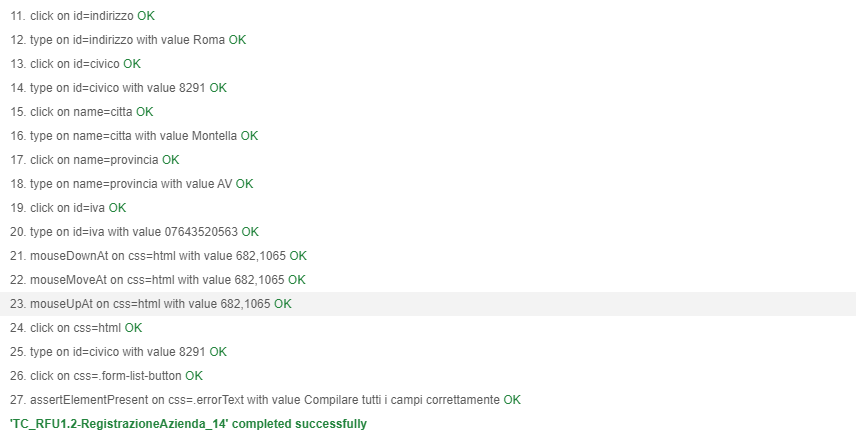 11. click on id=indirizzo OK
12. type on id=indirizzo with value Roma OK
13. click on id=civico OK
14. type on id=civico with value 8291 OK
15. click on name=citta OK
16. type on name=citta with value Montella OK
17. click on name=provincia OK
18. type on name=provincia with value AV OK
19. click on id=iva OK
20. type on id=iva with value 07643520563 OK
21. mouseDownAt on css=html with value 682,1065 OK
22. mouseMoveAt on css=html with value 682,1065 OK
23. mouseUpAt on css=html with value 682,1065 OK
24. click on css=html OK
25. type on id=civico with value 8291 OK
26. click on css=.form-list-button OK
27. assertElementPresent on css=.errorText with value Compilare tutti i campi correttamente OK
'TC_RFU1.2-RegistrazioneAzienda_14' completed successfully